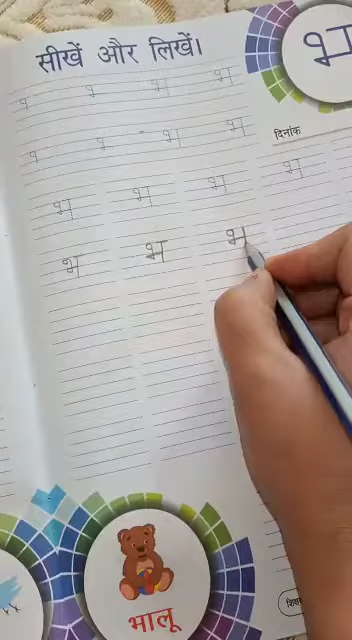 सीखें और लिखें।
भ
दिनांक
भ
भ भ भ भ
भ भ भ
भालू